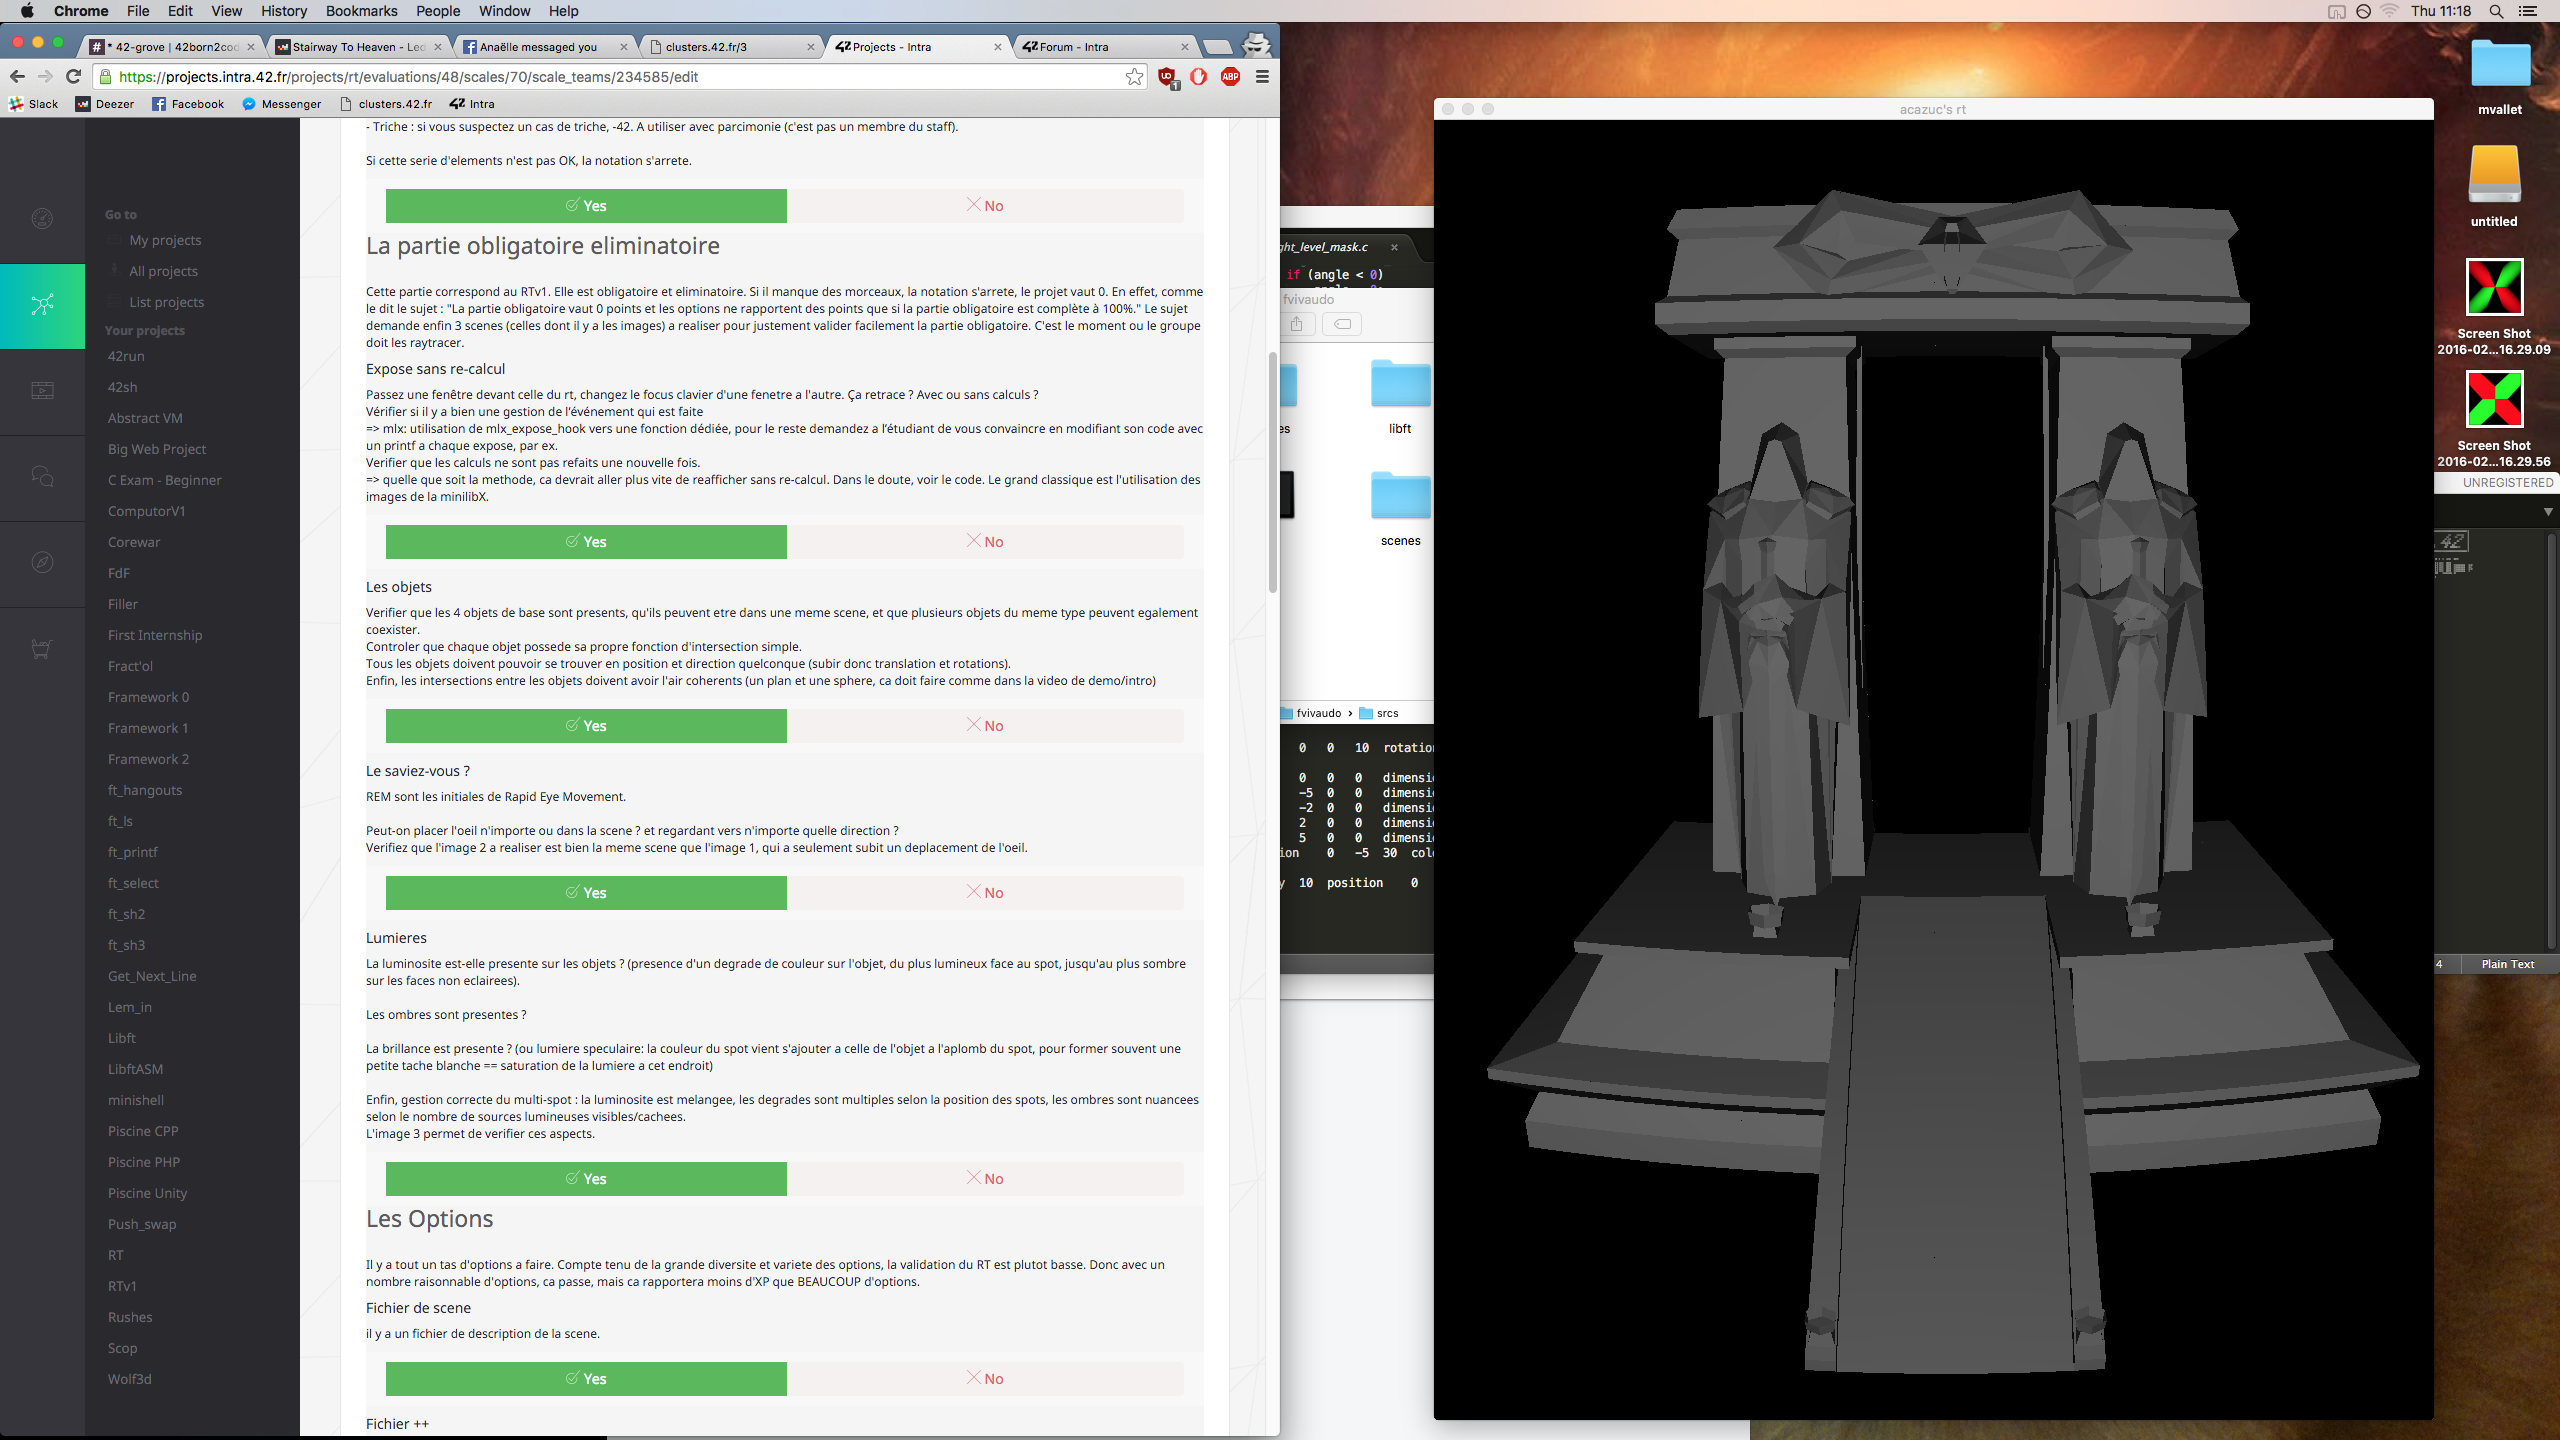 Chrome File Edit View History Bookmarks People Window Help
Thu 11:18
* 42-grove | 42born2cod
Stairway To Heaven - Led
Anaëlle messaged you
clusters.42.fr/3
Projects - Intra
Forum - Intra
https://projects.intra.42.fr/projects/rt/evaluations/48/scales/70/scale_teams/234585/edit
1
ABP
Slack Deezer Facebook Messenger clusters.42.fr Intra
Go to
My projects
All projects
List projects
Your projects
42run
42sh
Abstract VM
Big Web Project
C Exam - Beginner
ComputorV1
Corewar
FdF
Filler
First Internship
Fract'ol
Framework 0
Framework 1
Framework 2
ft_hangouts
ft_ls
ft_printf
ft_select
ft_sh2
ft_sh3
Get_Next_Line
Lem_in
Libft
LibftASM
minishell
Piscine CPP
Piscine PHP
Piscine Unity
Push_swap
RT
RTv1
Rushes
Scop
Wolf3d
- Triche : si vous suspectez un cas de triche, -42. A utiliser avec parcimonie (c'est pas un membre du staff).
Si cette serie d'elements n'est pas OK, la notation s'arrete.
Yes No
La partie obligatoire eliminatoire
Cette partie correspond au RTv1. Elle est obligatoire et eliminatoire. Si il manque des morceaux, la notation s'arrete, le projet vaut 0. En effet, comme
le dit le sujet : "La partie obligatoire vaut 0 points et les options ne rapportent des points que si la partie obligatoire est complète à 100%." Le sujet
demande enfin 3 scenes (celles dont il y a les images) a realiser pour justement valider facilement la partie obligatoire. C'est le moment ou le groupe
doit les raytracer.
Expose sans re-calcul
Passez une fenêtre devant celle du rt, changez le focus clavier d'une fenetre a l'autre. Ça retrace ? Avec ou sans calculs ?
Vérifier si il y a bien une gestion de l'événement qui est faite
=> mlx: utilisation de mlx_expose_hook vers une fonction dédiée, pour le reste demandez a l'étudiant de vous convaincre en modifiant son code avec
un printf a chaque expose, par ex.
Verifier que les calculs ne sont pas refaits une nouvelle fois.
=> quelle que soit la methode, ca devrait aller plus vite de reafficher sans re-calcul. Dans le doute, voir le code. Le grand classique est l'utilisation des
images de la minilibX.
Yes No
Les objets
Verifier que les 4 objets de base sont presents, qu'ils peuvent etre dans une meme scene, et que plusieurs objets du meme type peuvent egalement
coexister.
Controler que chaque objet possede sa propre fonction d'intersection simple.
Tous les objets doivent pouvoir se trouver en position et direction quelconque (subir donc translation et rotations).
Enfin, les intersections entre les objets doivent avoir l'air coherents (un plan et une sphere, ca doit faire comme dans la video de demo/intro)
Yes No
Le saviez-vous ?
REM sont les initiales de Rapid Eye Movement.
Peut-on placer l'oeil n'importe ou dans la scene ? et regardant vers n'importe quelle direction ?
Verifiez que l'image 2 a realiser est bien la meme scene que l'image 1, qui a seulement subit un deplacement de l'oeil.
Yes No
Lumieres
La luminosite est-elle presente sur les objets ? (presence d'un degrade de couleur sur l'objet, du plus lumineux face au spot, jusqu'au plus sombre
sur les faces non eclairees).
Les ombres sont presentes ?
La brillance est presente ? (ou lumiere speculaire: la couleur du spot vient s'ajouter a celle de l'objet a l'aplomb du spot, pour former souvent une
petite tache blanche == saturation de la lumiere a cet endroit)
Enfin, gestion correcte du multi-spot : la luminosite est melangee, les degrades sont multiples selon la position des spots, les ombres sont nuancees
selon le nombre de sources lumineuses visibles/cachees.
L'image 3 permet de verifier ces aspects.
Yes No
Les Options
Il y a tout un tas d'options a faire. Compte tenu de la grande diversite et variete des options, la validation du RT est plutot basse. Donc avec un
nombre raisonnable d'options, ca passe, mais ca rapportera moins d'XP que BEAUCOUP d'options.
Fichier de scene
il y a un fichier de description de la scene.
Yes No
Fichier ++
ght_level_mask.c
if (angle < 0)
fvivaudo
es
libft
scenes
fvivaudo › srcs
0 0 10 rotatio
0 0 0 dimensi
-5 0 0 dimensi
-2 0 0 dimensi
2 0 0 dimensi
5 0 0 dimensi
ion 0 -5 30 col
y 10 position 0
acazuc's rt
mvallet
untitled
Screen Shot
2016-02...16.29.09
Screen Shot
2016-02...16.29.56
UNREGISTERED
42
4 Plain Text